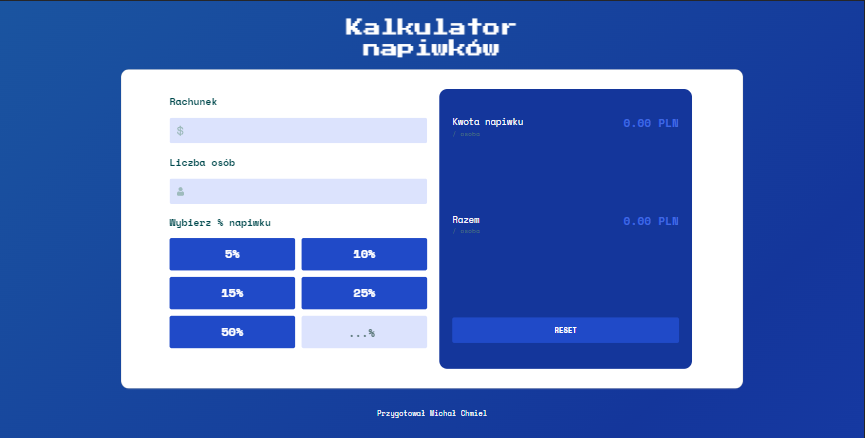 Kalkulator
napiwków
Rachunek
$
Liczba osób
Wybierz % napiwku
5%
10%
15%
25%
50%
...%
Kwota napiwku
0.00 PLN
/ osoba
Razem
0.00 PLN
/ osoba
RESET
Przygotował Michał Chmiel